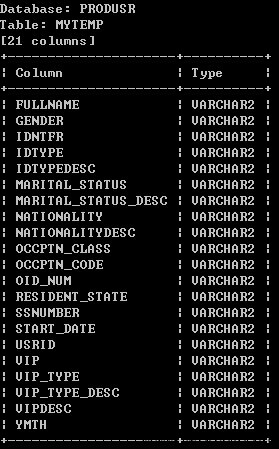 Database: PRODUSR
Table: MYTEMP
[21 columns]
+----------------------+----------+
¦ Column ¦ Type ¦
+----------------------+----------+
¦ FULLNAME ¦ VARCHAR2 ¦
¦ GENDER ¦ VARCHAR2 ¦
¦ IDNTFR ¦ VARCHAR2 ¦
¦ IDTYPE ¦ VARCHAR2 ¦
¦ IDTYPEDESC ¦ VARCHAR2 ¦
¦ MARITAL_STATUS ¦ VARCHAR2 ¦
¦ MARITAL_STATUS_DESC ¦ VARCHAR2 ¦
¦ NATIONALITY ¦ VARCHAR2 ¦
¦ NATIONALITYDESC ¦ VARCHAR2 ¦
¦ OCCPTN_CLASS ¦ VARCHAR2 ¦
¦ OCCPTN_CODE ¦ VARCHAR2 ¦
¦ OID_NUM ¦ VARCHAR2 ¦
¦ RESIDENT_STATE ¦ VARCHAR2 ¦
¦ SSNUMBER ¦ VARCHAR2 ¦
¦ START_DATE ¦ VARCHAR2 ¦
¦ USRID ¦ VARCHAR2 ¦
¦ VIP ¦ VARCHAR2 ¦
¦ VIP_TYPE ¦ VARCHAR2 ¦
¦ VIP_TYPE_DESC ¦ VARCHAR2 ¦
¦ VIPDESC ¦ VARCHAR2 ¦
¦ YMTH ¦ VARCHAR2 ¦
+----------------------+----------+